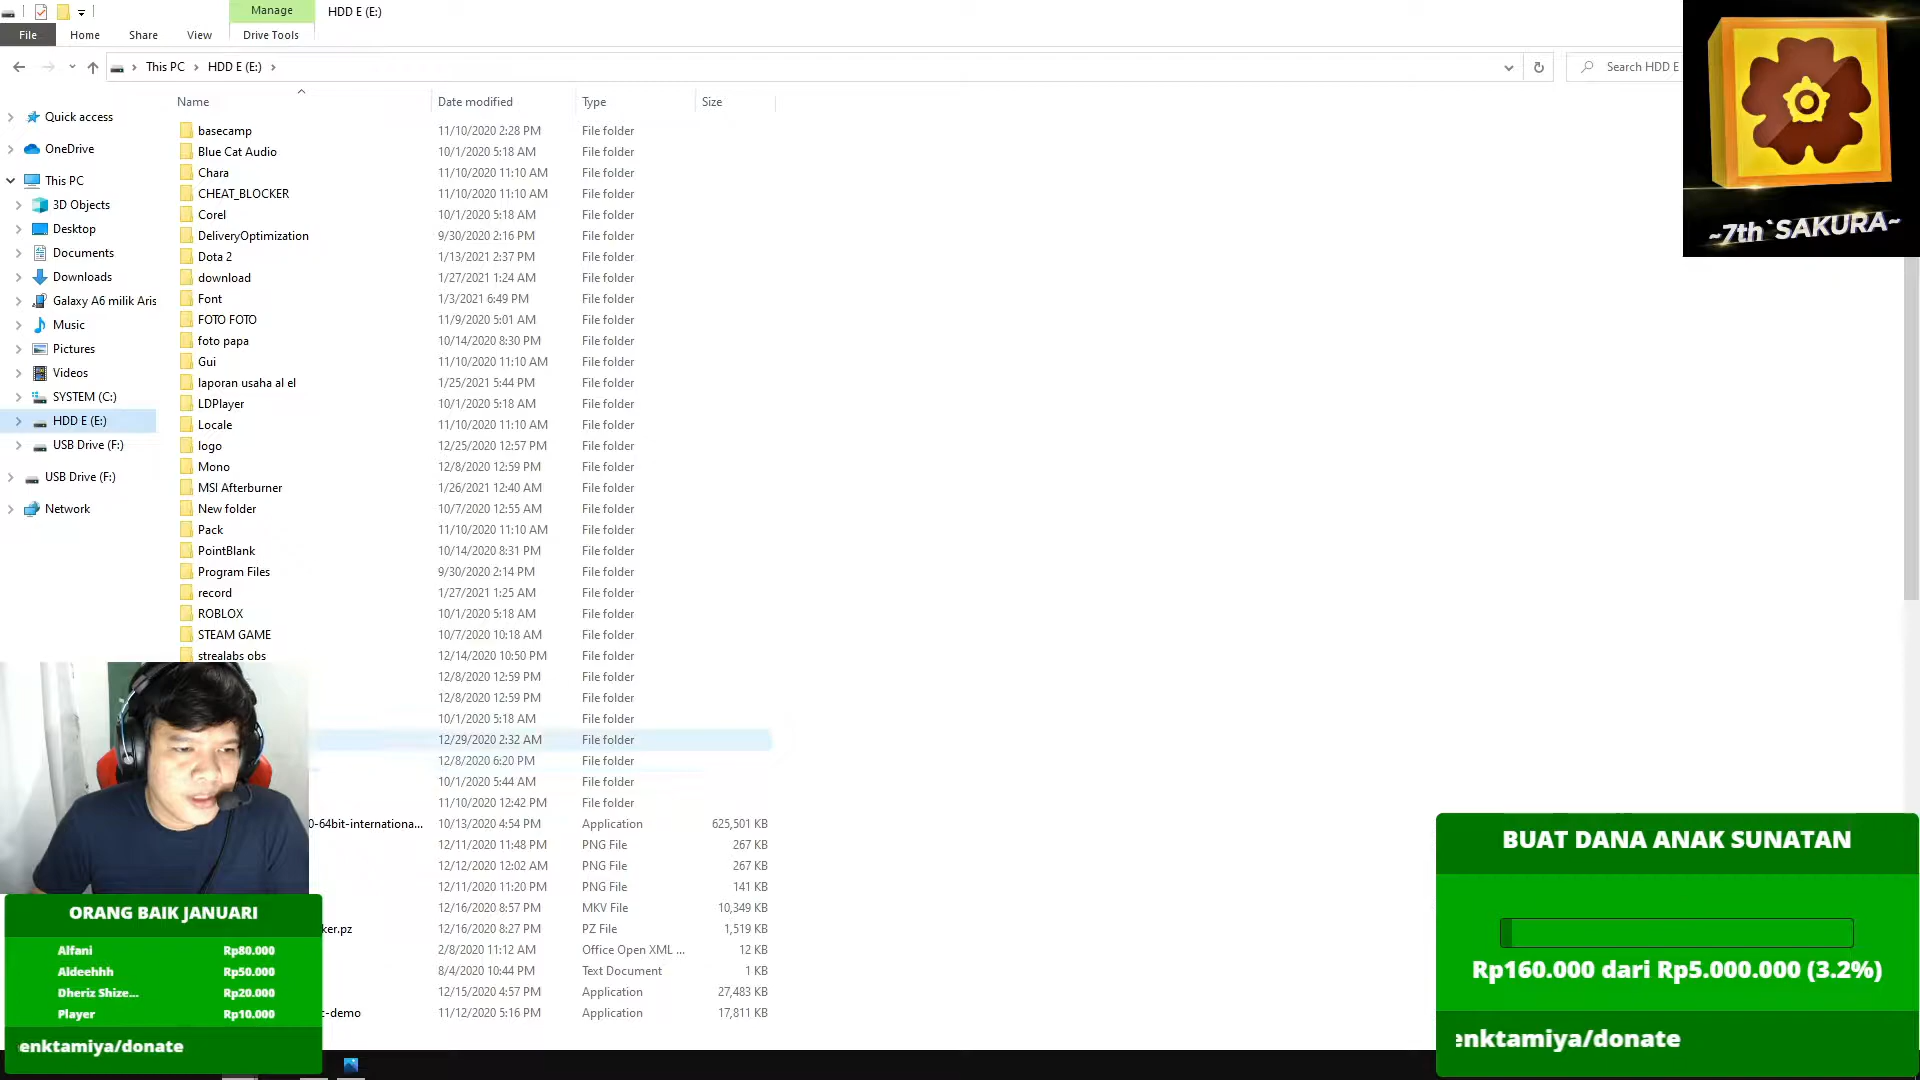 Manage
HDD E (E:)
File
Home
Share
View
Drive Tools
This PC
HDD E (E:)
Search HDD E
Name
Date modified
Type
Size
Quick access
OneDrive
This PC
3D Objects
Desktop
Documents
Downloads
Galaxy A6 milik Aris
Music
Pictures
Videos
SYSTEM (C:)
HDD E (E:)
USB Drive (F:)
USB Drive (F:)
Network
basecamp 11/10/2020 2:28 PM File folder
Blue Cat Audio 10/1/2020 5:18 AM File folder
Chara 11/10/2020 11:10 AM File folder
CHEAT_BLOCKER 11/10/2020 11:10 AM File folder
Corel 10/1/2020 5:18 AM File folder
DeliveryOptimization 9/30/2020 2:16 PM File folder
Dota 2 1/13/2021 2:37 PM File folder
download 1/27/2021 1:24 AM File folder
Font 1/3/2021 6:49 PM File folder
FOTO FOTO 11/9/2020 5:01 AM File folder
foto papa 10/14/2020 8:30 PM File folder
Gui 11/10/2020 11:10 AM File folder
laporan usaha al el 1/25/2021 5:44 PM File folder
LDPlayer 10/1/2020 5:18 AM File folder
Locale 11/10/2020 11:10 AM File folder
logo 12/25/2020 12:57 PM File folder
Mono 12/8/2020 12:59 PM File folder
MSI Afterburner 1/26/2021 12:40 AM File folder
New folder 10/7/2020 12:55 AM File folder
Pack 11/10/2020 11:10 AM File folder
PointBlank 10/14/2020 8:31 PM File folder
Program Files 9/30/2020 2:14 PM File folder
record 1/27/2021 1:25 AM File folder
ROBLOX 10/1/2020 5:18 AM File folder
STEAM GAME 10/7/2020 10:18 AM File folder
strealabs obs 12/14/2020 10:50 PM File folder
12/8/2020 12:59 PM File folder
12/8/2020 12:59 PM File folder
10/1/2020 5:18 AM File folder
12/29/2020 2:32 AM File folder
12/8/2020 6:20 PM File folder
10/1/2020 5:44 AM File folder
11/10/2020 12:42 PM File folder
0-64bit-internationa... 10/13/2020 4:54 PM Application 625,501 KB
12/11/2020 11:48 PM PNG File 267 KB
12/12/2020 12:02 AM PNG File 267 KB
12/11/2020 11:20 PM PNG File 141 KB
12/16/2020 8:57 PM MKV File 10,349 KB
ker.pz 12/16/2020 8:27 PM PZ File 1,519 KB
2/8/2020 11:12 AM Office Open XML ... 12 KB
8/4/2020 10:44 PM Text Document 1 KB
12/15/2020 4:57 PM Application 27,483 KB
c-demo 11/12/2020 5:16 PM Application 17,811 KB
~7th`SAKURA~
ORANG BAIK JANUARI
Alfani Rp80.000
Aldeehhh Rp50.000
Dheriz Shize... Rp20.000
Player Rp10.000
enktamiya/donate
BUAT DANA ANAK SUNATAN
Rp160.000 dari Rp5.000.000 (3.2%)
enktamiya/donate